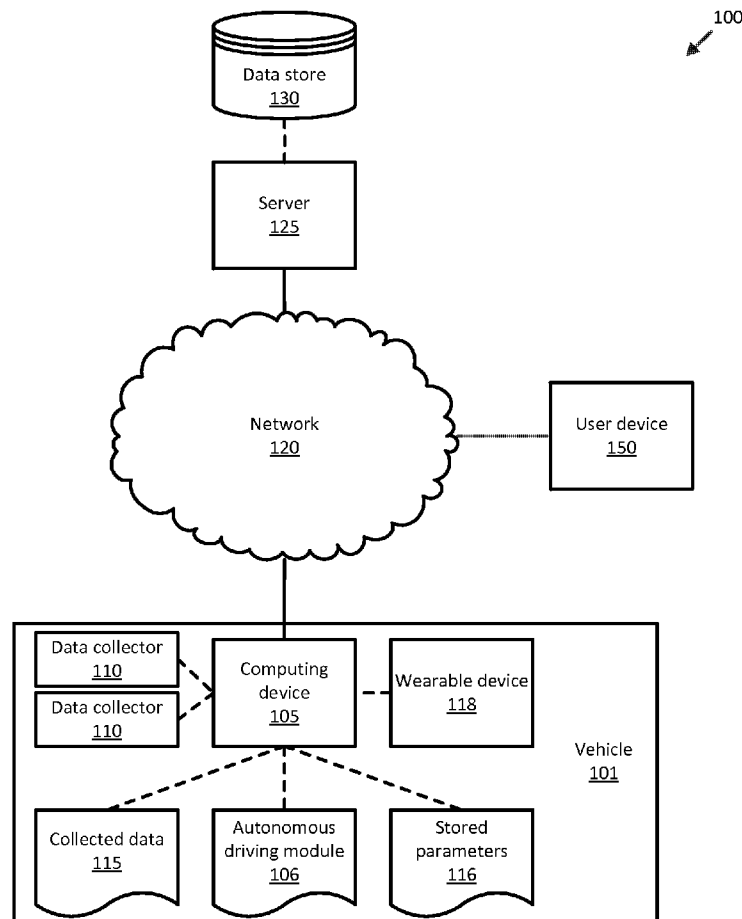 100
Data store
130
Server
125
Network
120
User device
150
Data collector
110
Data collector
110
Computing
device
105
Wearable device
118
Vehicle
101
Collected data
115
Autonomous
driving module
106
Stored
parameters
116